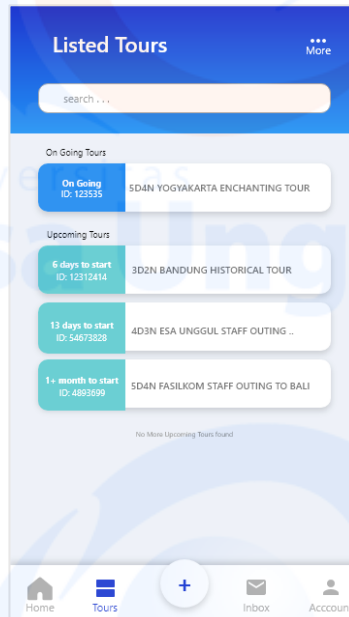 Listed Tours
More
search . . .
On Going Tours
On Going
ID: 123535
5D4N YOGYAKARTA ENCHANTING TOUR
Upcoming Tours
6 days to start
ID: 12312414
3D2N BANDUNG HISTORICAL TOUR
13 days to start
ID: 54673828
4D3N ESA UNGGUL STAFF OUTING ..
1+ month to start
ID: 4893699
5D4N FASILKOM STAFF OUTING TO BALI
No More Upcoming Tours found
+
Home
Tours
Inbox
Acccoun